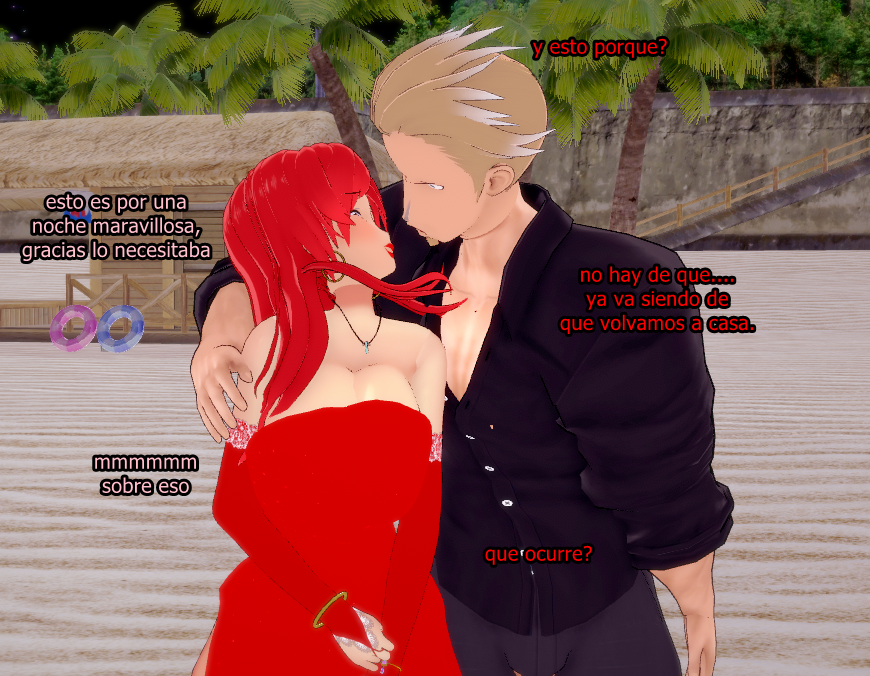 y esto porque?
esto es por una
noche maravillosa,
gracias lo necesitaba
no hay de que....
ya va siendo de
que volvamos a casa.
mmmmmm
sobre eso
que ocurre?